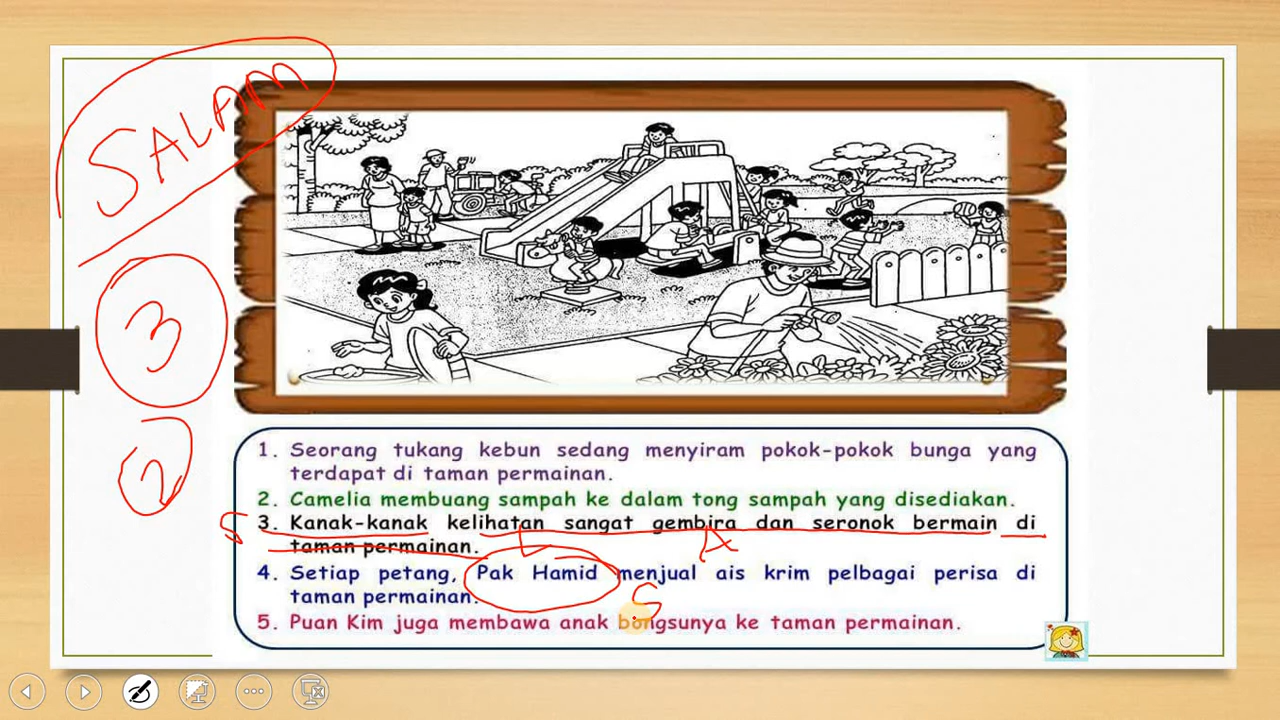 SALAM
3
2
1. Seorang tukang kebun sedang menyiram pokok-pokok bunga yang
terdapat di taman permainan.
2. Camelia membuang sampah ke dalam tong sampah yang disediakan.
S
3. Kanak-kanak kelihatan sangat gembira dan seronok bermain di
taman permainan.
L A
4. Setiap petang, Pak Hamid menjual ais krim pelbagai perisa di
taman permainan.
S
5. Puan Kim juga membawa anak bongsunya ke taman permainan.